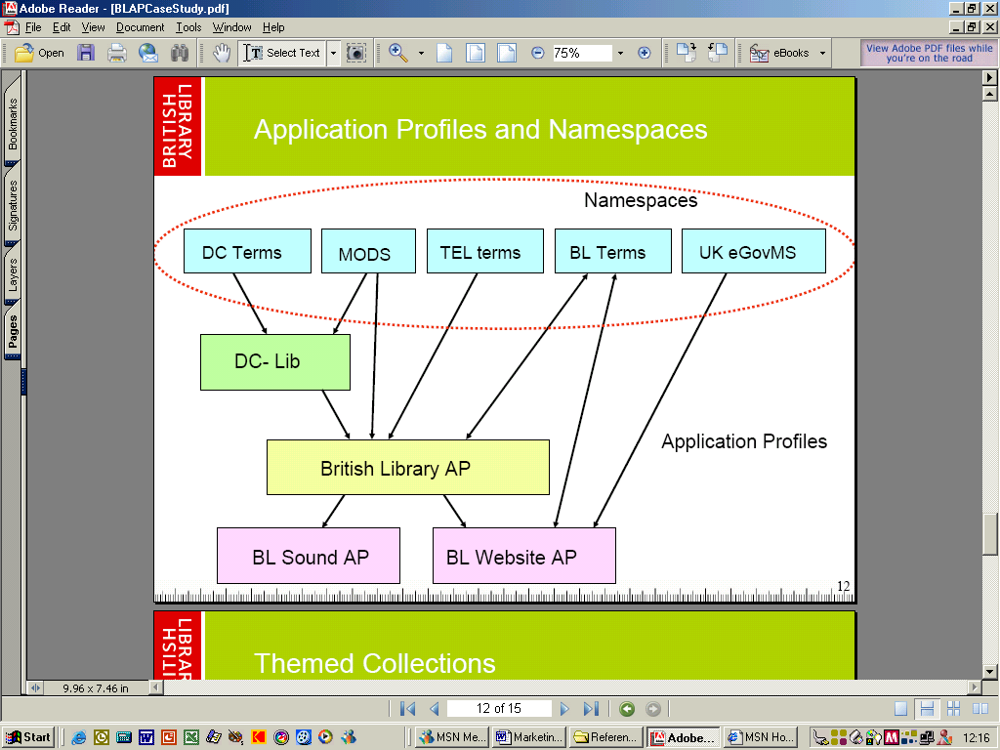 Adobe Reader - [BLAPCaseStudy.pdf]
File Edit View Document Tools Window Help
Open Select Text 75% eBooks
View Adobe PDF files while
you're on the road
Bookmarks
Signatures
Layers
Pages
BRITISH
LIBRARY
Application Profiles and Namespaces
Namespaces
DC Terms MODS TEL terms BL Terms UK eGovMS
DC- Lib
Application Profiles
British Library AP
BL Sound AP BL Website AP
12
LIBRAR
ITISH
Themed Collections
9.96 x 7.46 in
12 of 15
Start MSN Me... Marketin... Referen... Adobe... MSN Ho... 12:16